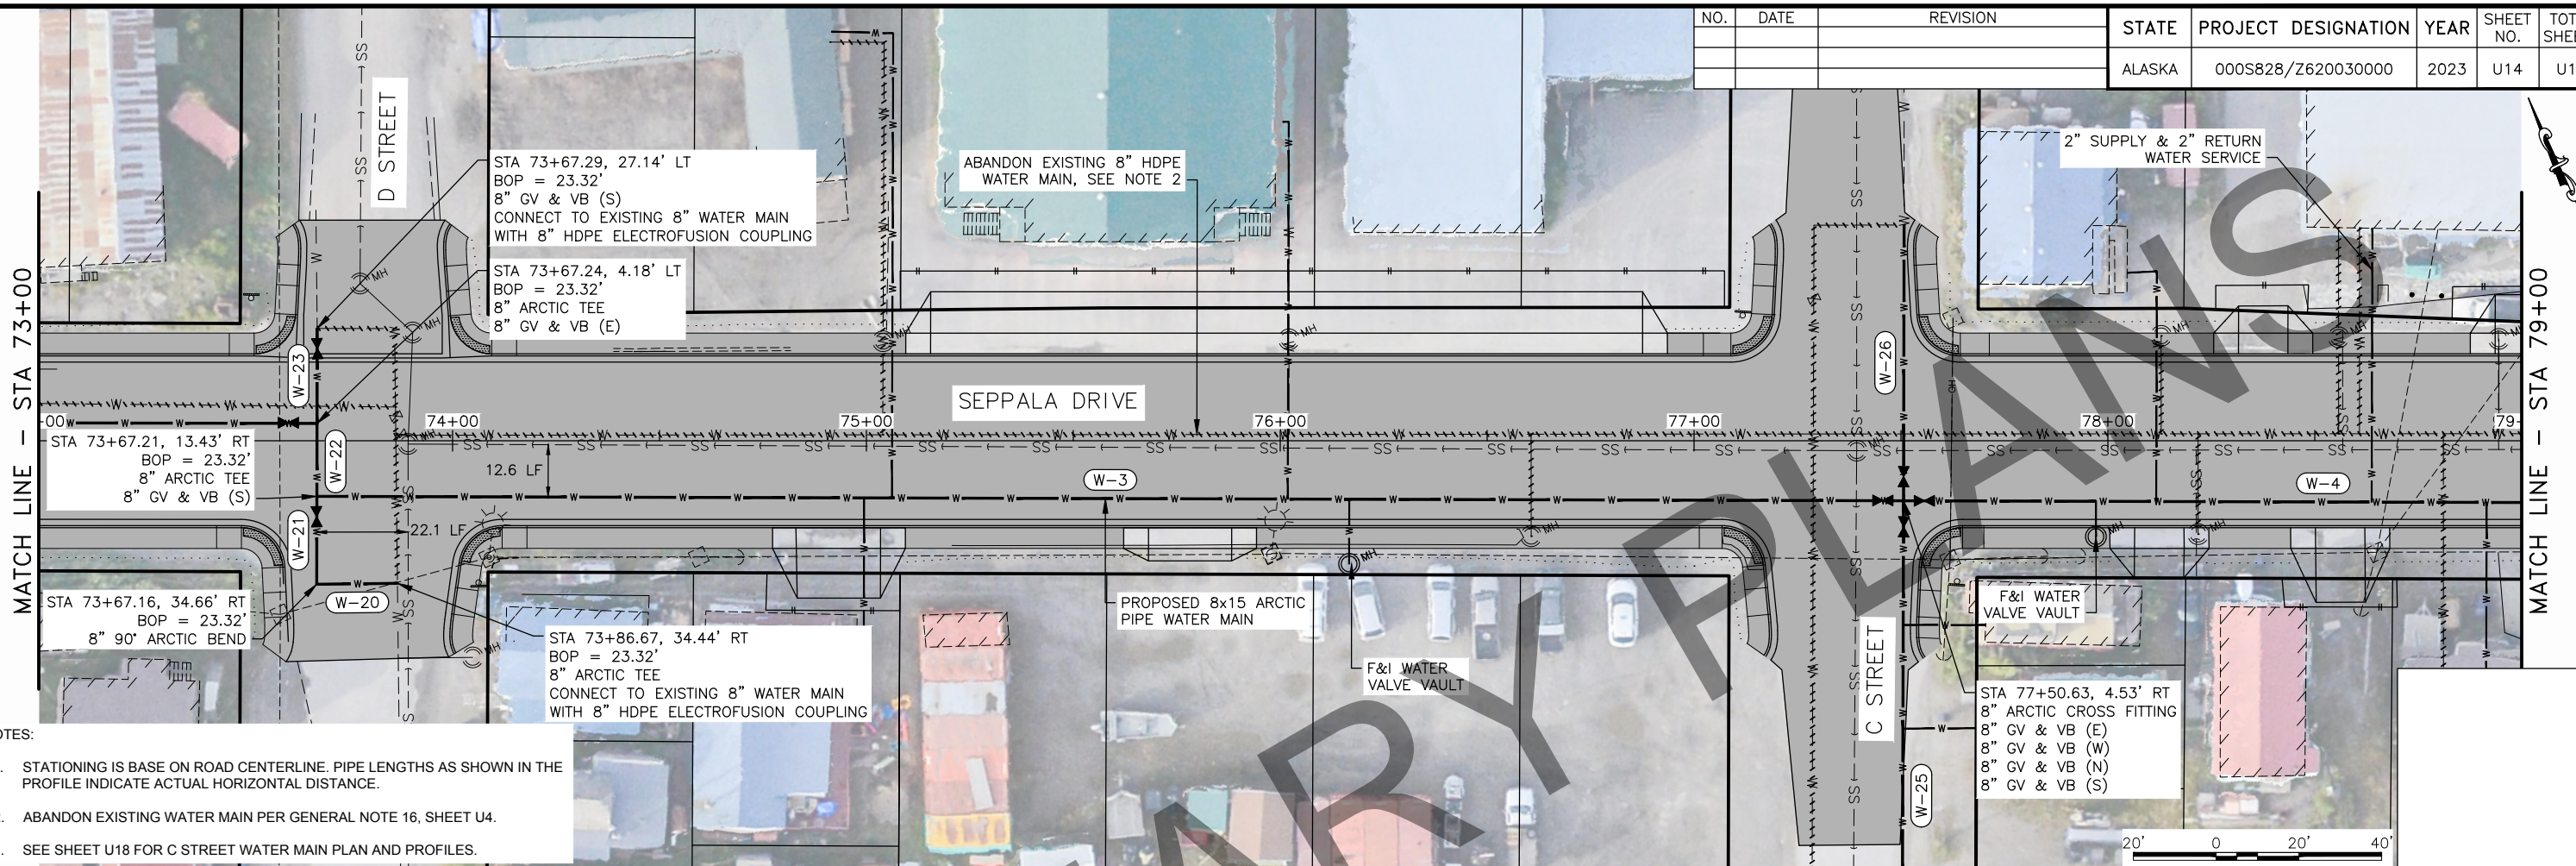 NO. DATE REVISION
STATE PROJECT DESIGNATION YEAR SHEET NO.
ALASKA 000S828/Z620030000 2023 U14
MATCH LINE – STA 73+00
D STREET
STA 73+67.29, 27.14' LT
BOP = 23.32'
8" GV & VB (S)
CONNECT TO EXISTING 8" WATER MAIN
WITH 8" HDPE ELECTROFUSION COUPLING
STA 73+67.24, 4.18' LT
BOP = 23.32'
8" ARCTIC TEE
8" GV & VB (E)
ABANDON EXISTING 8" HDPE
WATER MAIN, SEE NOTE 2
2" SUPPLY & 2" RETURN
WATER SERVICE
W-23
W-26
SEPPALA DRIVE
74+00
75+00
76+00
77+00
78+00
STA 73+67.21, 13.43' RT
BOP = 23.32'
8" ARCTIC TEE
8" GV & VB (S)
W-22
12.6 LF
W-3
W-4
W-21
22.1 LF
STA 73+67.16, 34.66' RT
BOP = 23.32'
8" 90° ARCTIC BEND
W-20
STA 73+86.67, 34.44' RT
BOP = 23.32'
8" ARCTIC TEE
CONNECT TO EXISTING 8" WATER MAIN
WITH 8" HDPE ELECTROFUSION COUPLING
PROPOSED 8x15 ARCTIC
PIPE WATER MAIN
F&I WATER
VALVE VAULT
F&I WATER
VALVE VAULT
C STREET
W-25
STA 77+50.63, 4.53' RT
8" ARCTIC CROSS FITTING
8" GV & VB (E)
8" GV & VB (W)
8" GV & VB (N)
8" GV & VB (S)
MATCH LINE – STA 79+00
PLANS
STATIONING IS BASE ON ROAD CENTERLINE. PIPE LENGTHS AS SHOWN IN THE
PROFILE INDICATE ACTUAL HORIZONTAL DISTANCE.
ABANDON EXISTING WATER MAIN PER GENERAL NOTE 16, SHEET U4.
SEE SHEET U18 FOR C STREET WATER MAIN PLAN AND PROFILES.
20' 0 20' 40'